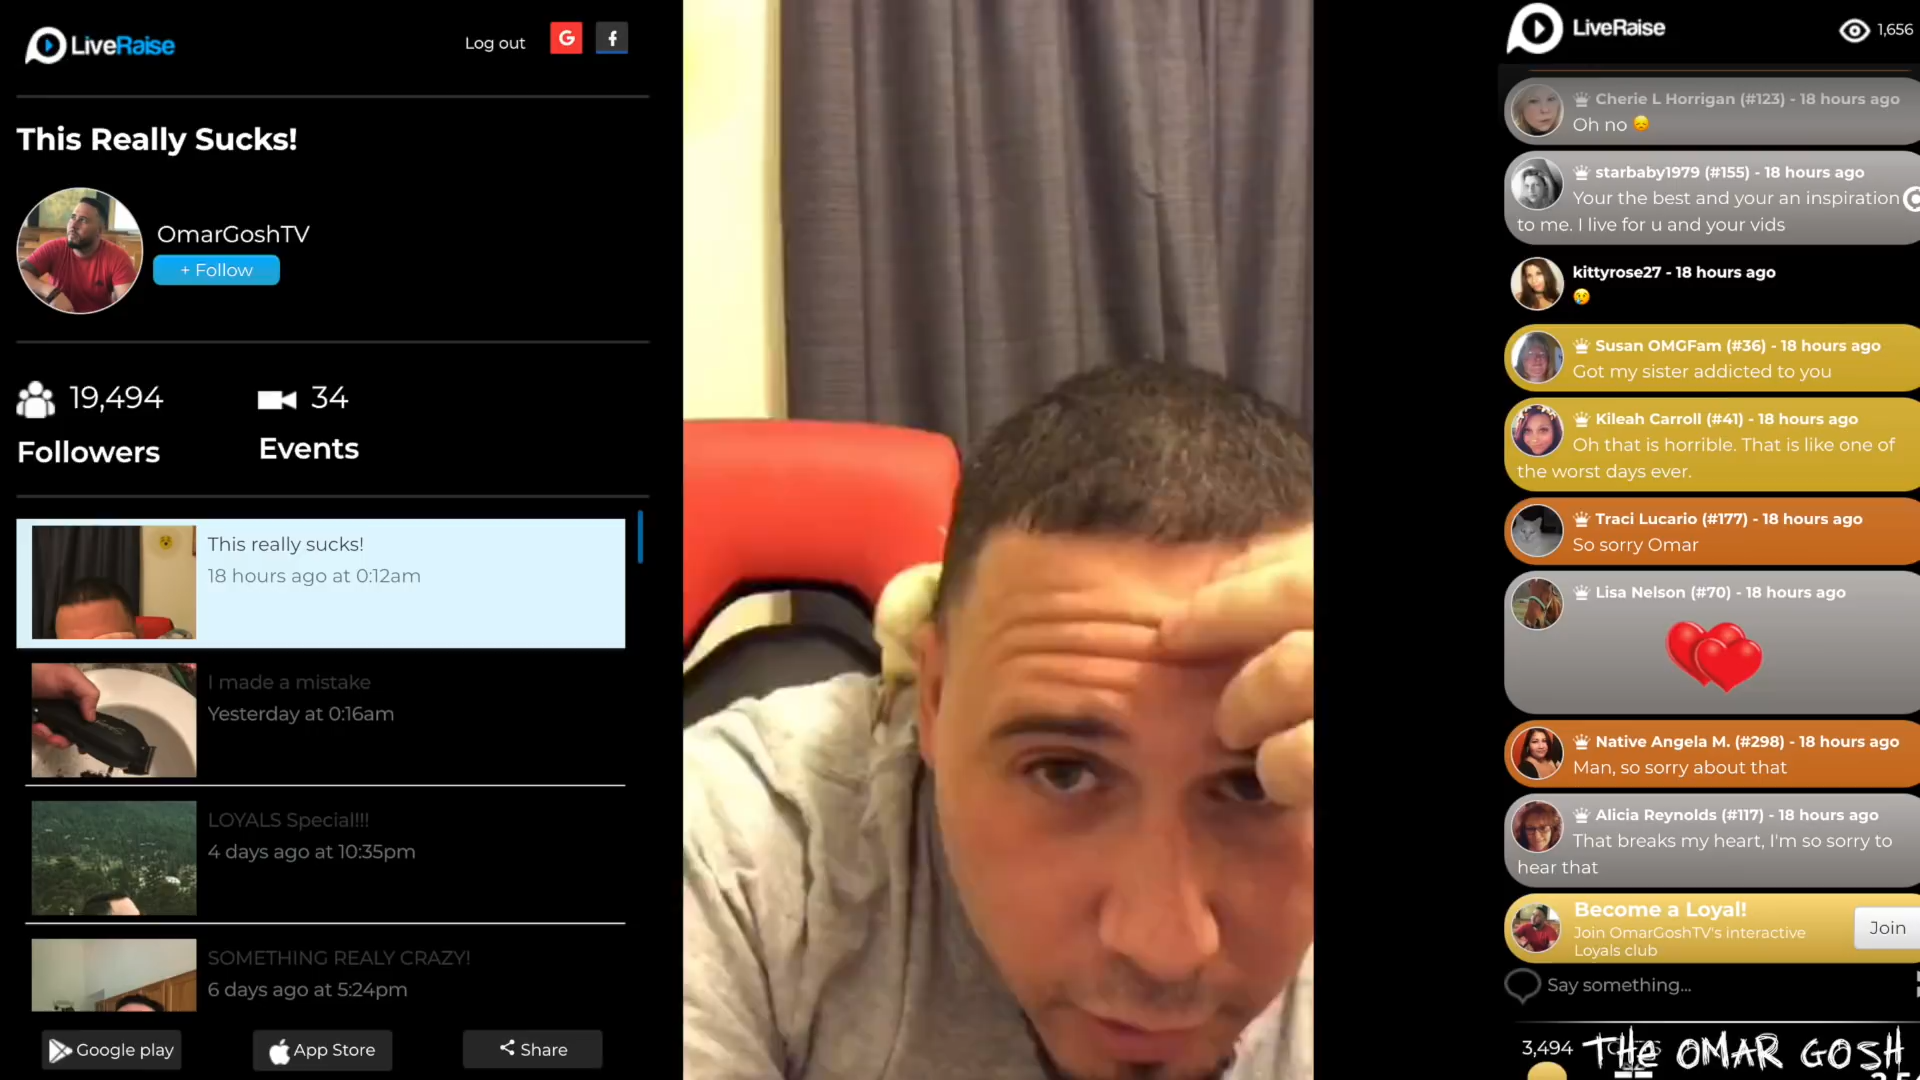 LiveRaise
Log out
G
f
This Really Sucks!
OmarGoshTV
+ Follow
19,494
34
Followers
Events
This really sucks!
18 hours ago at 0:12am
I made a mistake
Yesterday at 0:16am
LOYALS Special!!!
4 days ago at 10:35pm
SOMETHING REALY CRAZY!
6 days ago at 5:24pm
Google play
App Store
Share
LiveRaise
1,656
Cherie L Horrigan (#123) - 18 hours ago
Oh no 😞
starbaby1979 (#155) - 18 hours ago
Your the best and your an inspiration
to me. I live for u and your vids
kittyrose27 - 18 hours ago
😢
Susan OMGFam (#36) - 18 hours ago
Got my sister addicted to you
Kileah Carroll (#41) - 18 hours ago
Oh that is horrible. That is like one of
the worst days ever.
Traci Lucario (#177) - 18 hours ago
So sorry Omar
Lisa Nelson (#70) - 18 hours ago
Native Angela M. (#298) - 18 hours ago
Man, so sorry about that
Alicia Reynolds (#117) - 18 hours ago
That breaks my heart, I'm so sorry to
hear that
Become a Loyal!
Join OmarGoshTV's interactive
Loyals club
Join
Say something...
3,494
THE OMAR GOSH